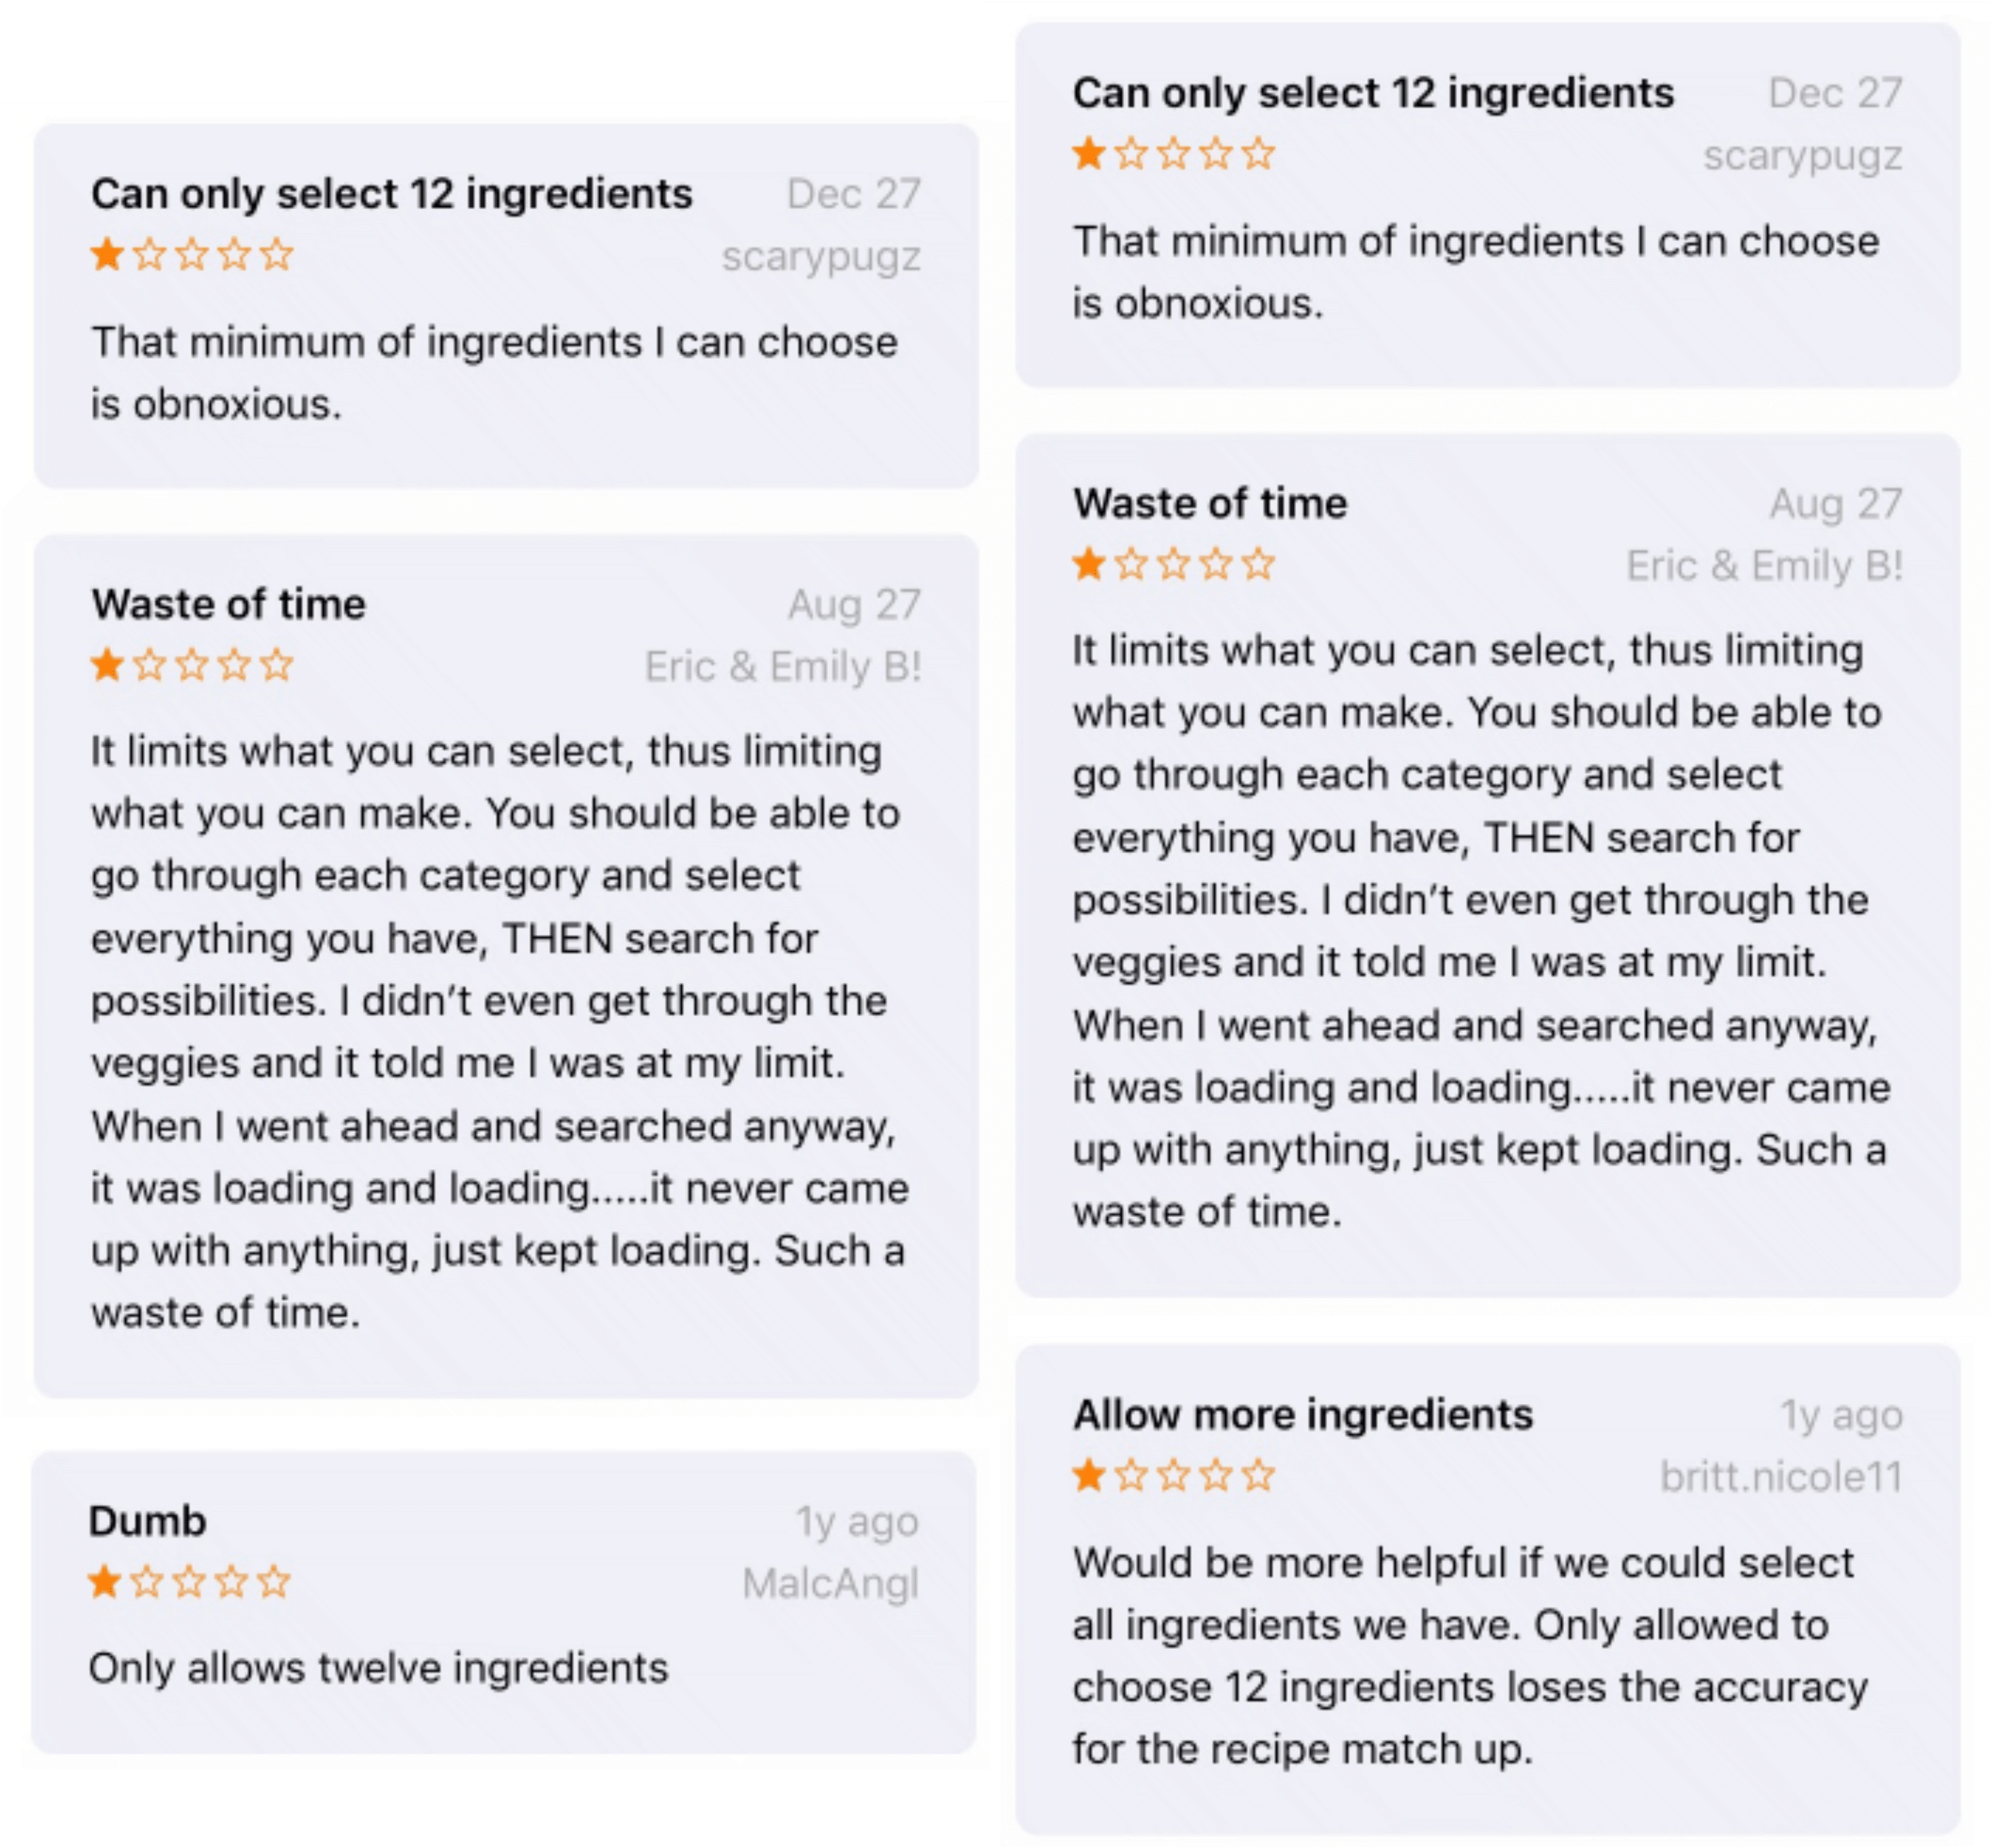 Can only select 12 ingredients Dec 27
scarypugz
That minimum of ingredients I can choose
is obnoxious.
Waste of time Aug 27
Eric & Emily B!
It limits what you can select, thus limiting
what you can make. You should be able to
go through each category and select
everything you have, THEN search for
possibilities. I didn’t even get through the
veggies and it told me I was at my limit.
When I went ahead and searched anyway,
it was loading and loading.....it never came
up with anything, just kept loading. Such a
waste of time.
Dumb 1y ago
MalcAngl
Only allows twelve ingredients
Can only select 12 ingredients Dec 27
scarypugz
That minimum of ingredients I can choose
is obnoxious.
Waste of time Aug 27
Eric & Emily B!
It limits what you can select, thus limiting
what you can make. You should be able to
go through each category and select
everything you have, THEN search for
possibilities. I didn’t even get through the
veggies and it told me I was at my limit.
When I went ahead and searched anyway,
it was loading and loading.....it never came
up with anything, just kept loading. Such a
waste of time.
Allow more ingredients 1y ago
britt.nicole11
Would be more helpful if we could select
all ingredients we have. Only allowed to
choose 12 ingredients loses the accuracy
for the recipe match up.